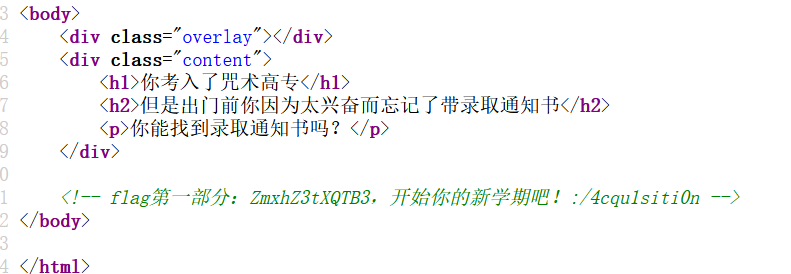 3 <body>
4 <div class="overlay"></div>
5 <div class="content">
6 <h1>你考入了咒术高专</h1>
7 <h2>但是出门前你因为太兴奋而忘记了带录取通知书</h2>
8 <p>你能找到录取通知书吗？</p>
9 </div>
0
1 <!-- flag第一部分：ZmxhZ3tXQTB3，开始你的新学期吧！:/4cqu1siti0n -->
2 </body>
3
4 </html>